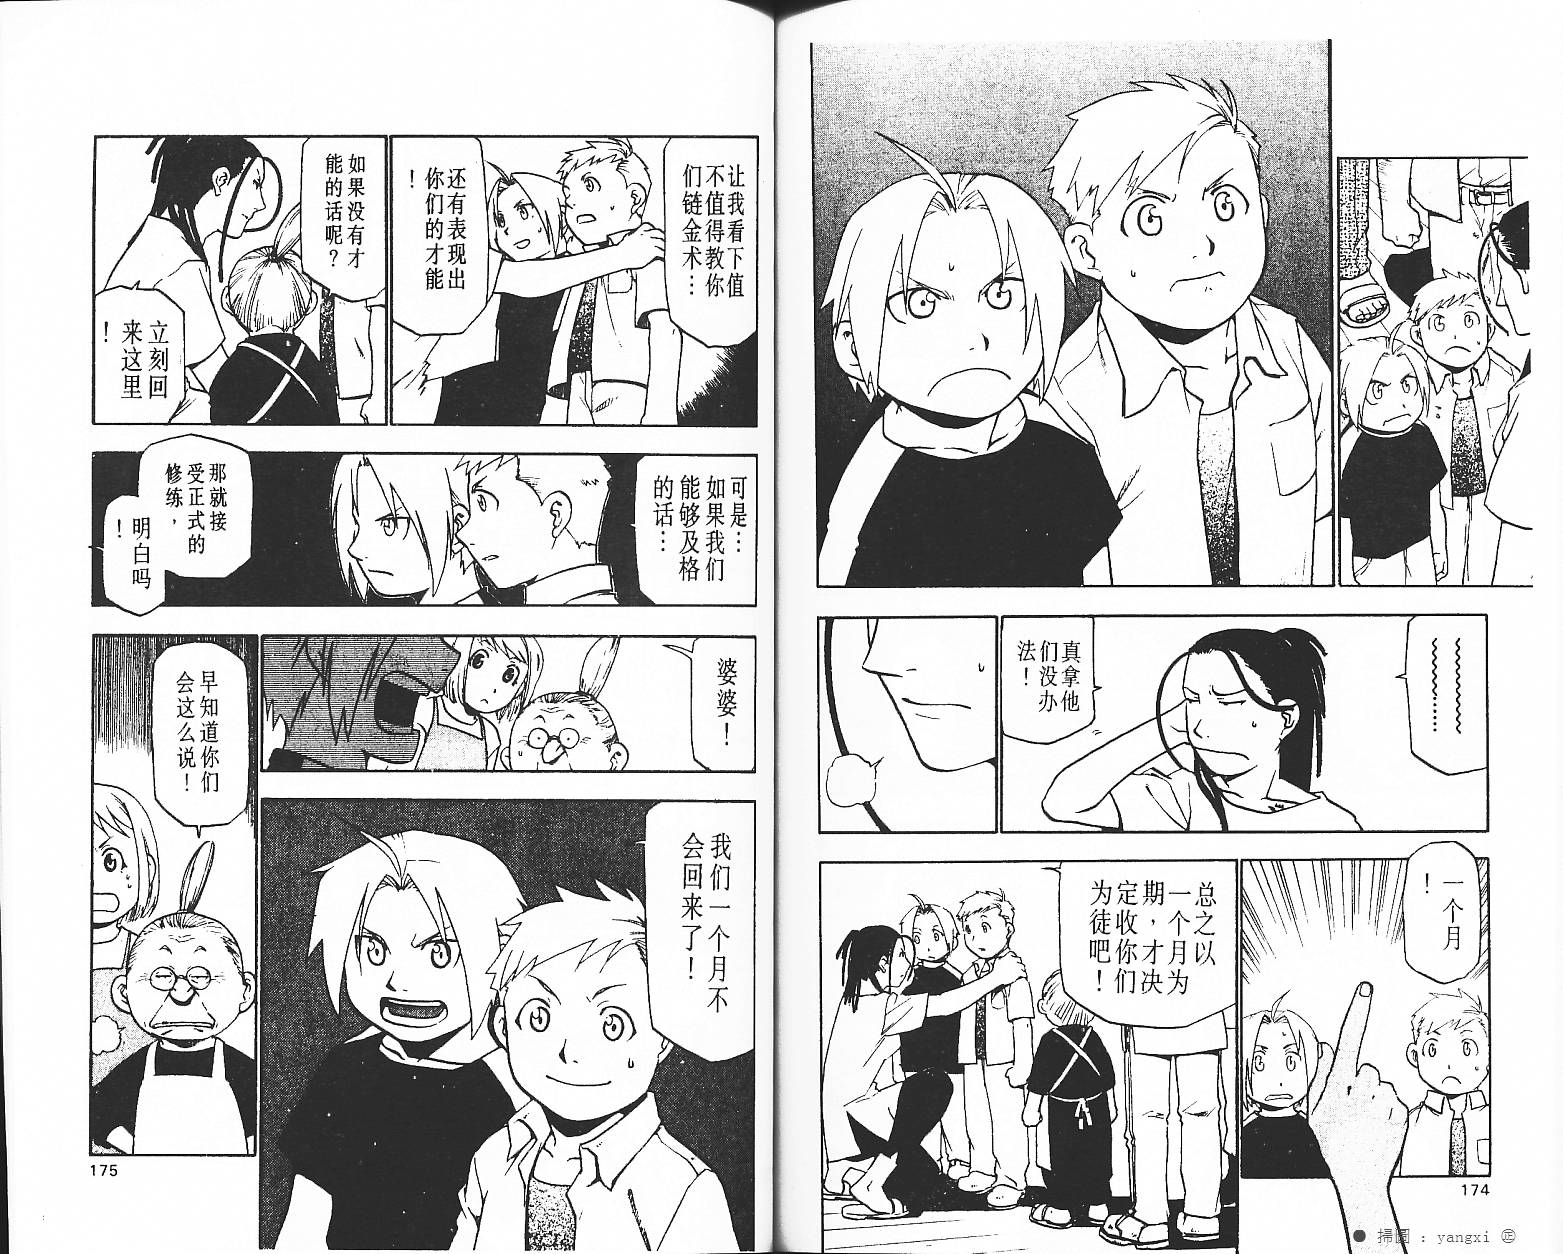 ⋯⋯⋯⋯
真拿他
们没办
法！
一个月
！
总之以
一个月为
期，才决
定收你们
为徒吧！
174
● 掃圖 : yangxi ㊣
让我看下值
不值得教你
们链金术…
还有表现出
你们的才能
！
如果没有才
能的话呢？
立刻回
来这里
！
可是…
如果我们
能够及格
的话…
那就接
受正式的
修练，
明白吗
！
婆婆！
早知道你们
会这么说！
我们一个月不
会回来了！
175